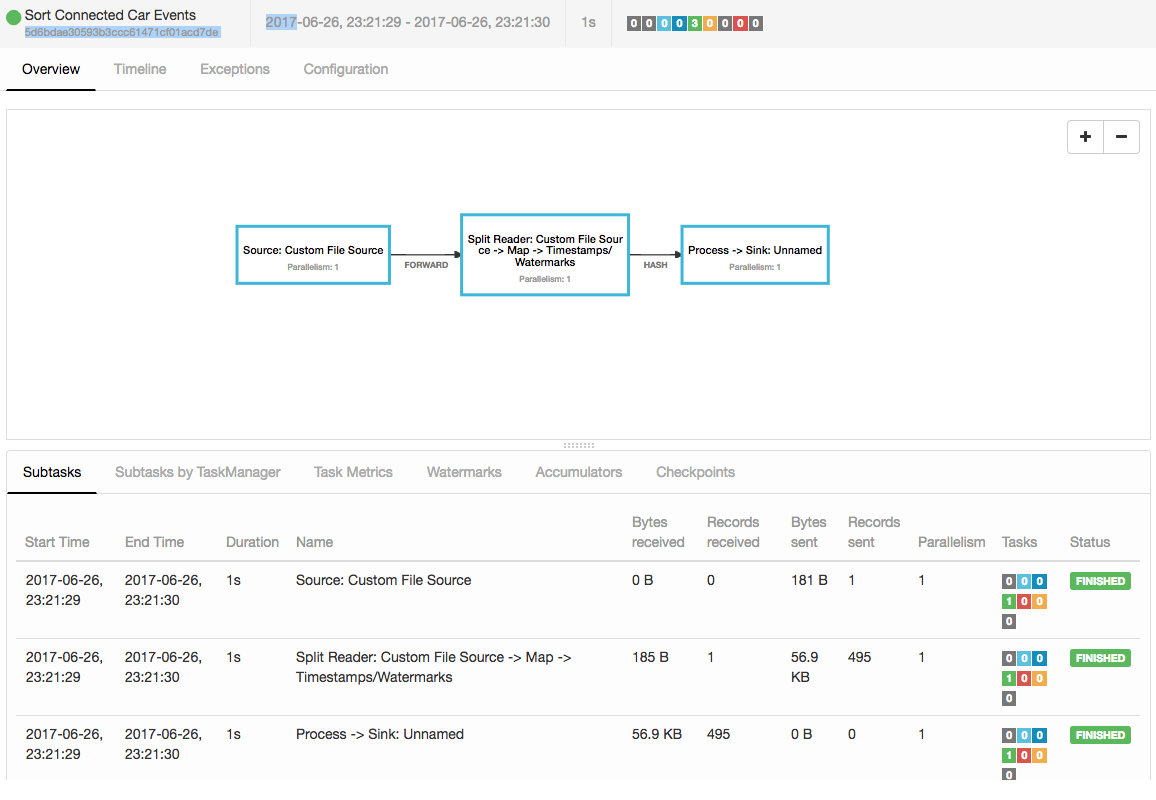 Sort Connected Car Events
5d6bdae30593b3ccc61471cf01acd7de
2017-06-26, 23:21:29 - 2017-06-26, 23:21:30
1s
0 0 0 0 3 0 0 0 0
Overview Timeline Exceptions Configuration
+ −
Source: Custom File Source
Parallelism: 1
FORWARD
Split Reader: Custom File Sour
ce -> Map -> Timestamps/
Watermarks
Parallelism: 1
HASH
Process -> Sink: Unnamed
Parallelism: 1
Subtasks Subtasks by TaskManager Task Metrics Watermarks Accumulators Checkpoints
Bytes Records Bytes Records
Start Time End Time Duration Name received received sent sent Parallelism Tasks Status
2017-06-26, 2017-06-26, 1s Source: Custom File Source 0 B 0 181 B 1 1 0 0 0 FINISHED
23:21:29 23:21:30 1 0 0
0
2017-06-26, 2017-06-26, 1s Split Reader: Custom File Source -> Map -> 185 B 1 56.9 495 1 0 0 0 FINISHED
23:21:29 23:21:30 Timestamps/Watermarks KB 1 0 0
0
2017-06-26, 2017-06-26, 1s Process -> Sink: Unnamed 56.9 KB 495 0 B 0 1 0 0 0 FINISHED
23:21:29 23:21:30 1 0 0
0